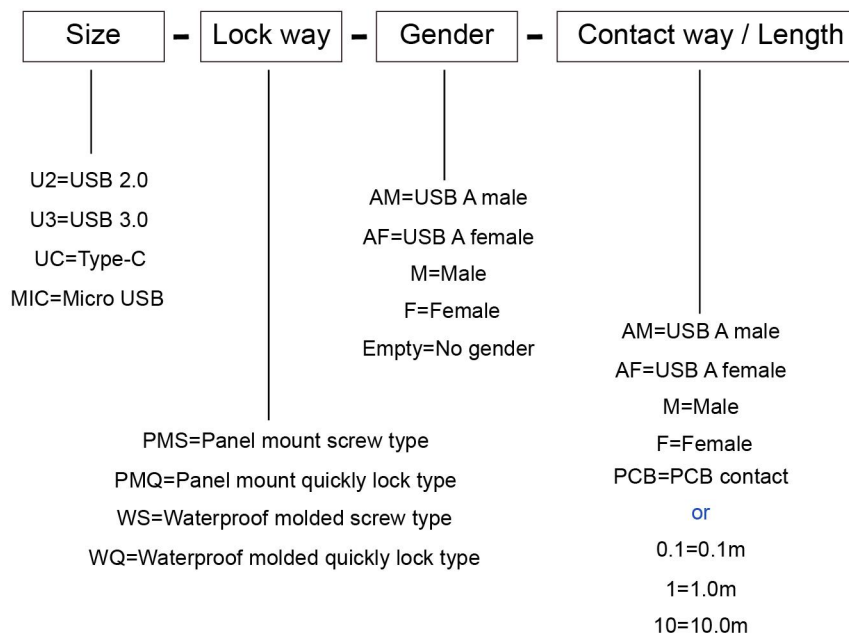 Size - Lock way - Gender - Contact way / Length
U2=USB 2.0
U3=USB 3.0
UC=Type-C
MIC=Micro USB
PMS=Panel mount screw type
PMQ=Panel mount quickly lock type
WS=Waterproof molded screw type
WQ=Waterproof molded quickly lock type
AM=USB A male
AF=USB A female
M=Male
F=Female
Empty=No gender
AM=USB A male
AF=USB A female
M=Male
F=Female
PCB=PCB contact
or
0.1=0.1m
1=1.0m
10=10.0m